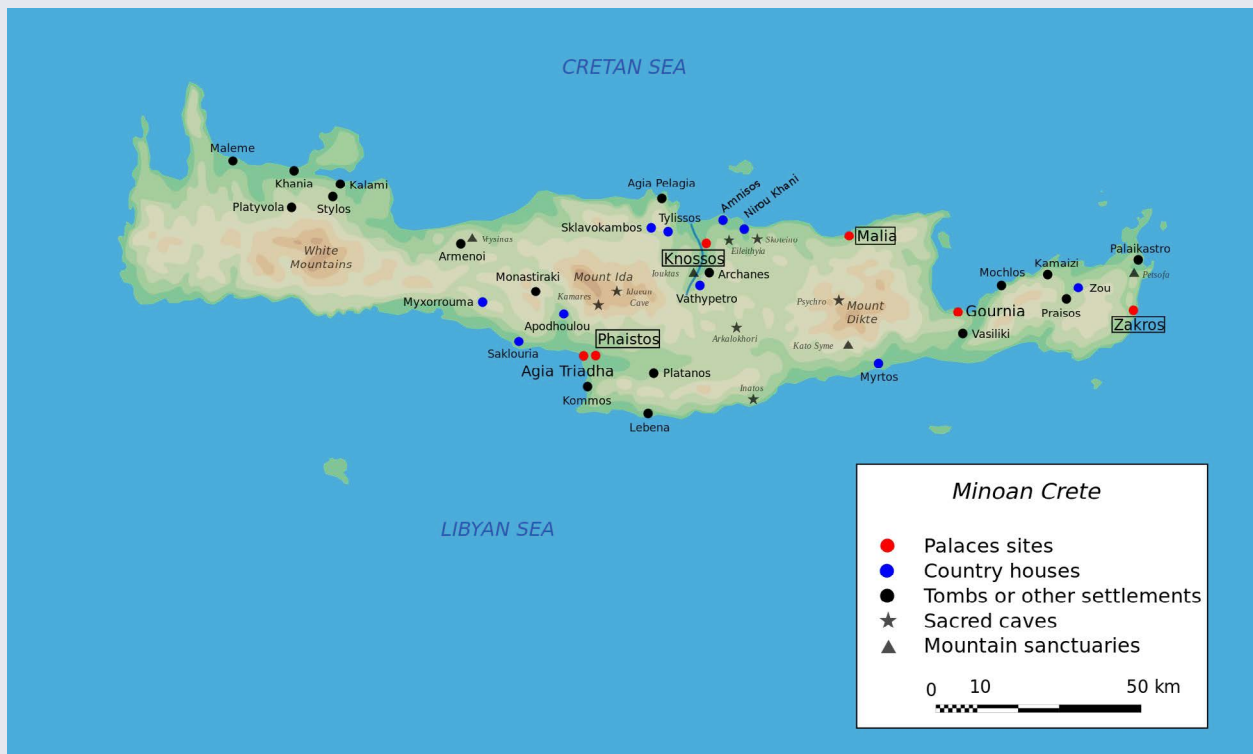 CRETAN SEA
Maleme
Khania
Kalami
Platyvola
Stylos
White
Mountains
Armenoi
Vrysinas
Monastiraki
Myxorrouma
Mount Ida
Kamares
Idaean
Cave
Apodhoulou
Saklouria
Phaistos
Agia Triadha
Kommos
Platanos
Lebena
Agia Pelagia
Sklavokambos
Tylissos
Amnisos
Nirou Khani
Knossos
Eileithyia
Skoteino
Iouktas
Archanes
Vathypetro
Arkalokhori
Inatos
Malia
Psychro
Mount
Dikte
Kato Syme
Myrtos
Gournia
Vasiliki
Mochlos
Kamaizi
Zou
Praisos
Palaikastro
Petsofa
Zakros
LIBYAN SEA
Minoan Crete
Palaces sites
Country houses
Tombs or other settlements
Sacred caves
Mountain sanctuaries
0 10 50 km